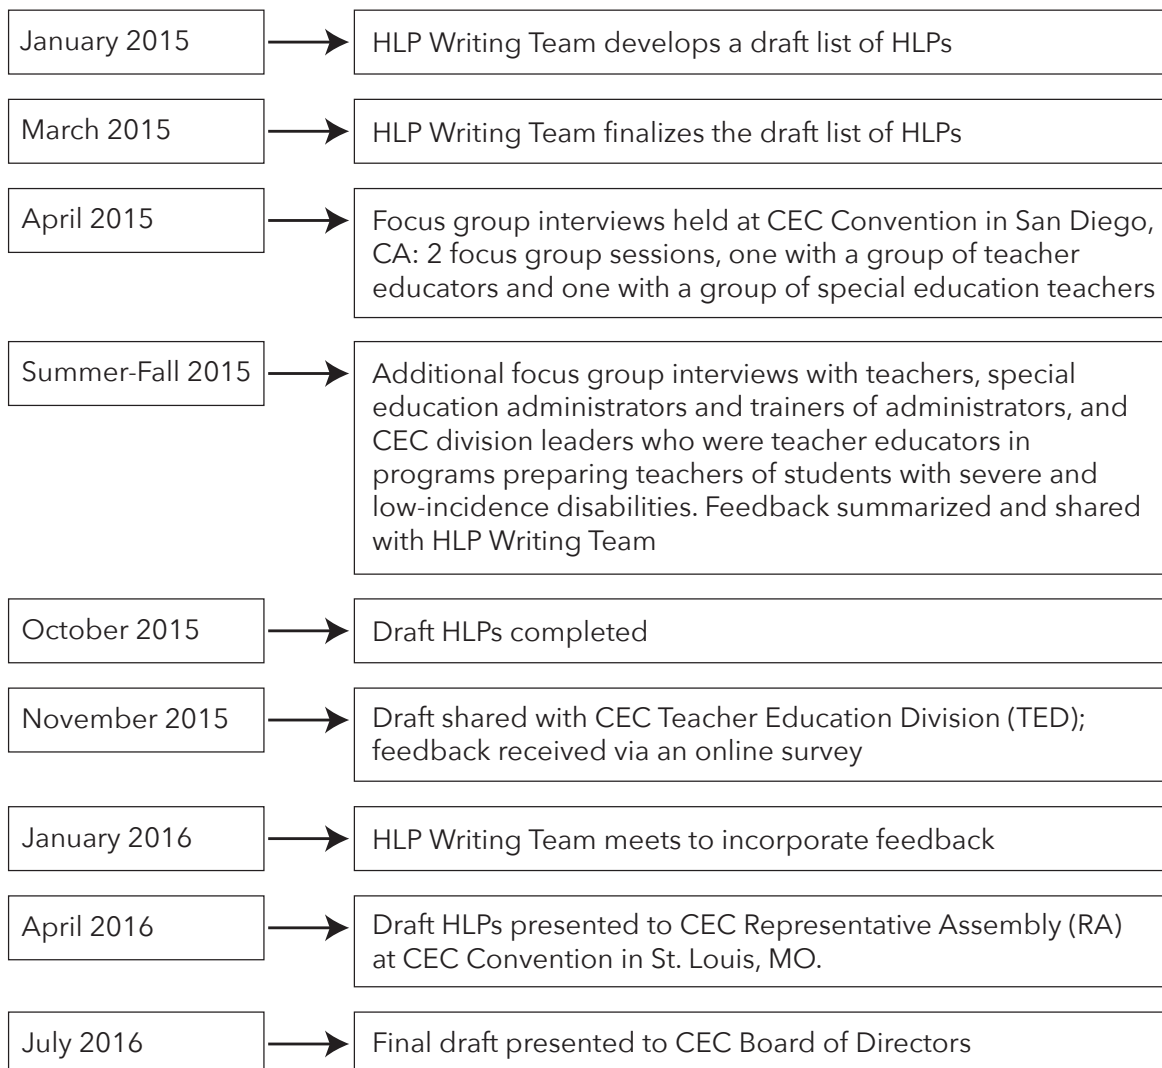 January 2015
HLP Writing Team develops a draft list of HLPs
March 2015
HLP Writing Team finalizes the draft list of HLPs
April 2015
Focus group interviews held at CEC Convention in San Diego,
CA: 2 focus group sessions, one with a group of teacher
educators and one with a group of special education teachers
Summer-Fall 2015
Additional focus group interviews with teachers, special
education administrators and trainers of administrators, and
CEC division leaders who were teacher educators in
programs preparing teachers of students with severe and
low-incidence disabilities. Feedback summarized and shared
with HLP Writing Team
October 2015
Draft HLPs completed
November 2015
Draft shared with CEC Teacher Education Division (TED);
feedback received via an online survey
January 2016
HLP Writing Team meets to incorporate feedback
April 2016
Draft HLPs presented to CEC Representative Assembly (RA)
at CEC Convention in St. Louis, MO.
July 2016
Final draft presented to CEC Board of Directors